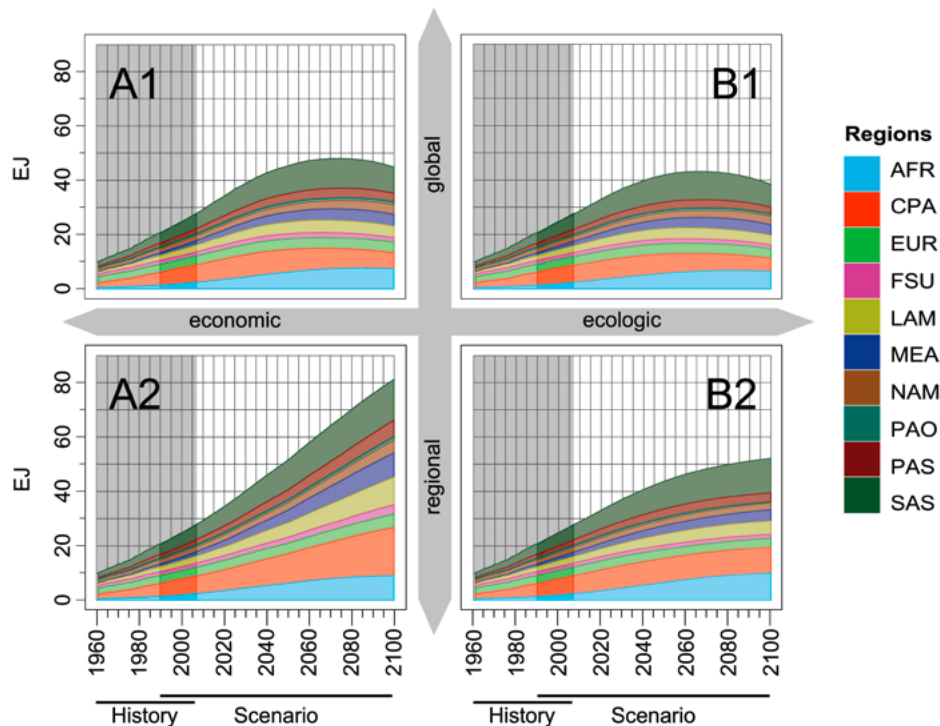 A1
EJ
0 20 40 60 80
B1
global
economic
ecologic
regional
A2
EJ
0 20 40 60 80
B2
1960 1980 2000 2020 2040 2060 2080 2100
1960 1980 2000 2020 2040 2060 2080 2100
History Scenario
History Scenario
Regions
AFR
CPA
EUR
FSU
LAM
MEA
NAM
PAO
PAS
SAS